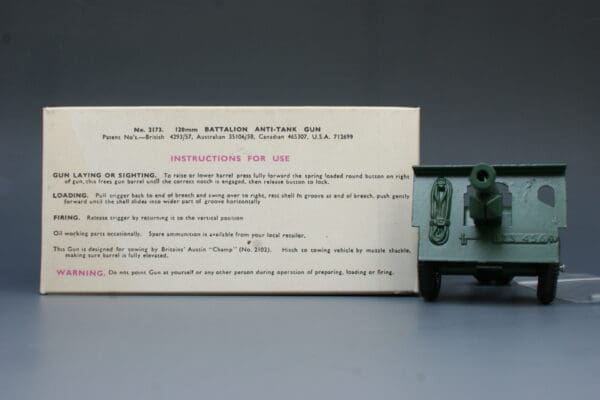 No. 2173. 120mm BATTALION ANTI-TANK GUN
Patent No's.—British 4293/57, Australian 35106/58, Canadian 465307, U.S.A. 712699
INSTRUCTIONS FOR USE
GUN LAYING OR SIGHTING. To raise or lower barrel press fully forward the spring loaded round button on right
of gun, this frees gun barrel until the correct notch is engaged, then release button to lock.
LOADING. Pull trigger back to end of breech and swing over to right, rest shell in groove at end of breech, push gently
forward until the shell slides into wider part of groove horizontally
FIRING. Release trigger by returning it to the vertical position
Oil working parts occasionally. Spare ammunition is available from your local retailer.
This Gun is designed for towing by Britains' Austin "Champ" (No. 2102). Hitch to towing vehicle by muzzle shackle,
making sure barrel is fully elevated.
WARNING. Do not point Gun at yourself or any other person during operation of preparing, loading or firing.